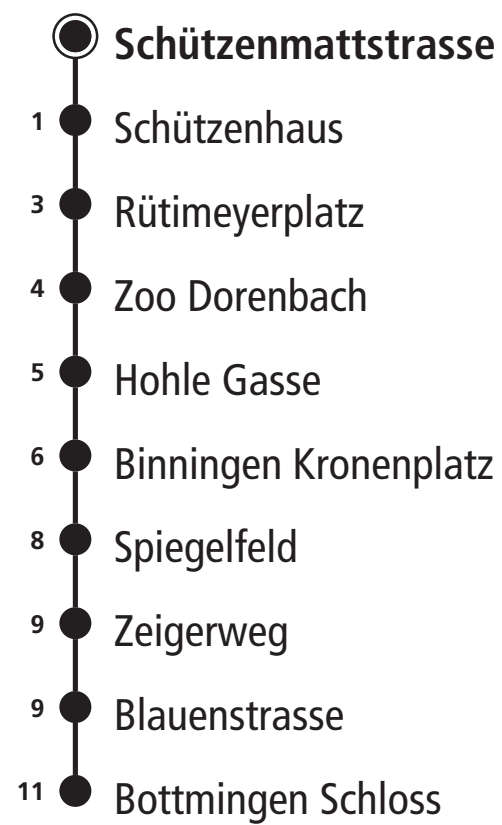 Schützenmattstrasse
1 Schützenhaus
3 Rütimeyerplatz
4 Zoo Dorenbach
5 Hohle Gasse
6 Binningen Kronenplatz
8 Spiegelfeld
9 Zeigerweg
9 Blauenstrasse
11 Bottmingen Schloss